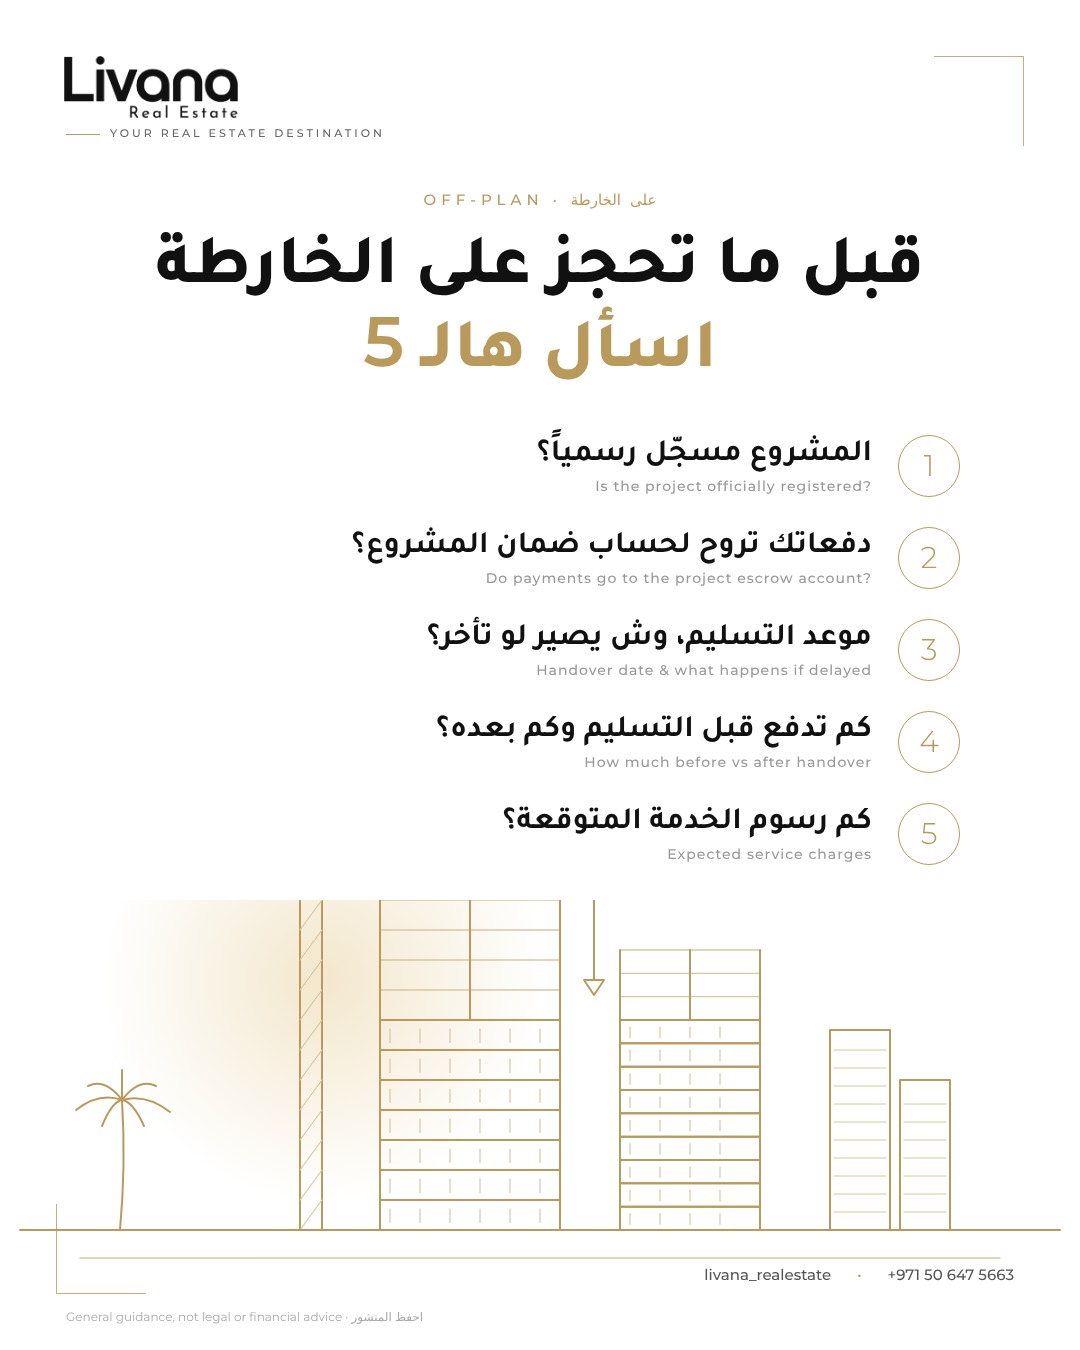 Livana
Real Estate
YOUR REAL ESTATE DESTINATION
OFF-PLAN · على الخارطة
قبل ما تحجز على الخارطة
اسأل هالـ 5
1
المشروع مسجّل رسمياً؟
Is the project officially registered?
2
دفعاتك تروح لحساب ضمان المشروع؟
Do payments go to the project escrow account?
3
موعد التسليم، وش يصير لو تأخر؟
Handover date & what happens if delayed
4
كم تدفع قبل التسليم وكم بعده؟
How much before vs after handover
5
كم رسوم الخدمة المتوقعة؟
Expected service charges
livana_realestate · +971 50 647 5663
General guidance, not legal or financial advice · احفظ المنشور